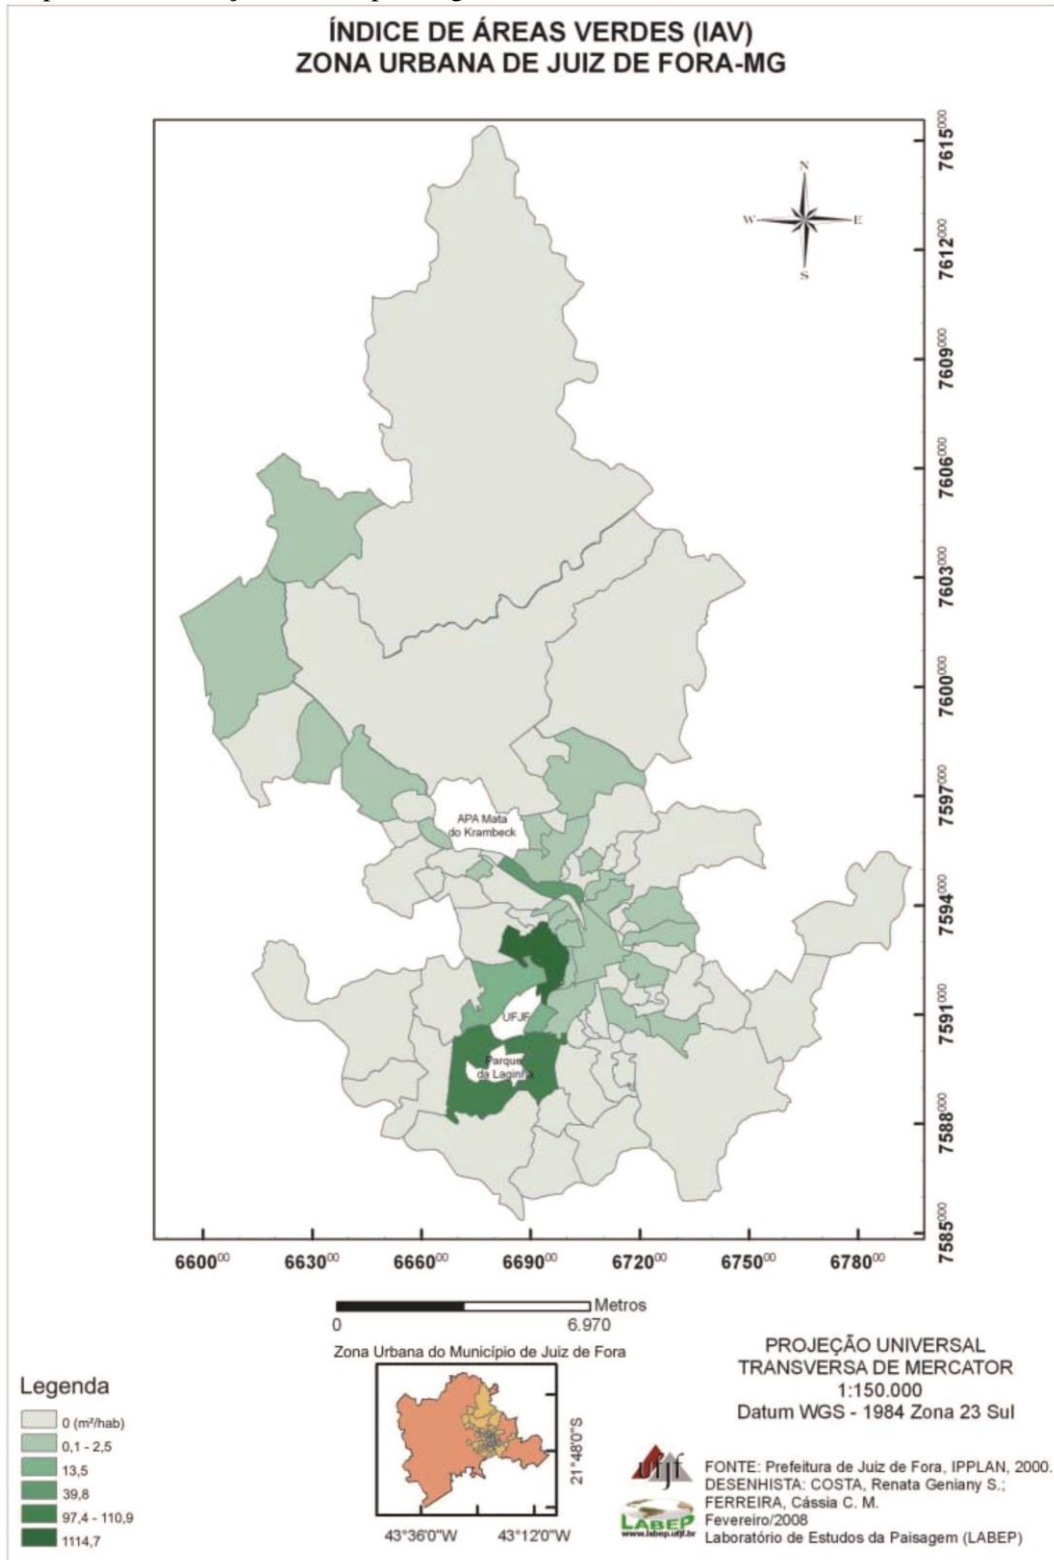 ÍNDICE DE ÁREAS VERDES (IAV)
ZONA URBANA DE JUIZ DE FORA-MG
N
W
E
S
7615000
7612000
7609000
7606000
7603000
7600000
7597000
7594000
7591000
7588000
7585000
APA Mata
do Krambeck
UFJF
Parque
da Laginha
660000
663000
666000
669000
672000
675000
678000
Metros
0
6.970
Zona Urbana do Município de Juiz de Fora
21°48'0"S
43°36'0"W
43°12'0"W
PROJEÇÃO UNIVERSAL
TRANSVERSA DE MERCATOR
1:150.000
Datum WGS - 1984 Zona 23 Sul
Legenda
0 (m²/hab)
0,1 - 2,5
13,5
39,8
97,4 - 110,9
1114,7
ufjf
LABEP
www.labep.ufjf.br
FONTE: Prefeitura de Juiz de Fora, IPPLAN, 2000.
DESENHISTA: COSTA, Renata Geniany S.;
FERREIRA, Cássia C. M.
Fevereiro/2008
Laboratório de Estudos da Paisagem (LABEP)